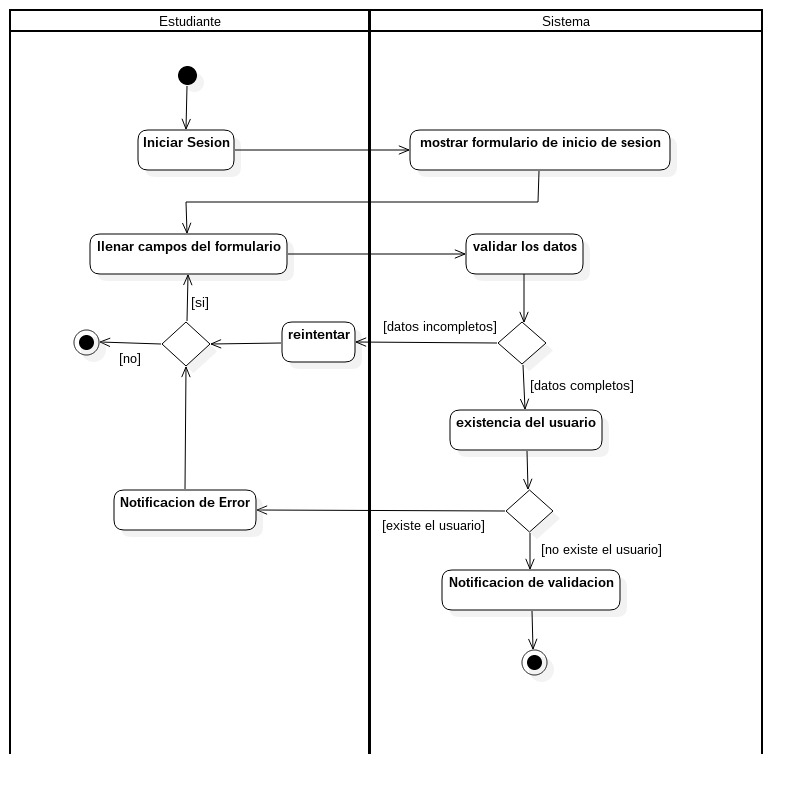 Estudiante
Sistema
Iniciar Sesion
mostrar formulario de inicio de sesion
llenar campos del formulario
validar los datos
[si]
[datos incompletos]
reintentar
[no]
[datos completos]
existencia del usuario
Notificacion de Error
[existe el usuario]
[no existe el usuario]
Notificacion de validacion